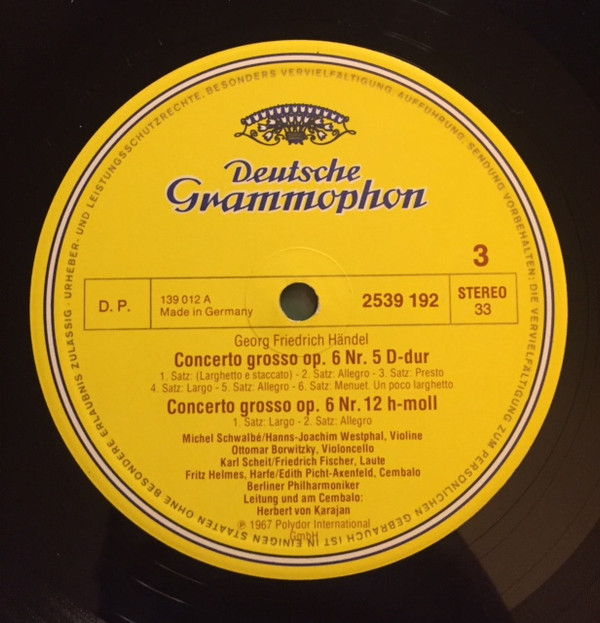 Deutsche
Grammophon
3
D. P.
139 012 A
Made in Germany
2539 192
STEREO
33
Georg Friedrich Händel
Concerto grosso op. 6 Nr. 5 D-dur
1. Satz: (Larghetto e staccato) - 2. Satz: Allegro - 3. Satz: Presto
4. Satz: Largo - 5. Satz: Allegro - 6. Satz: Menuet. Un poco larghetto
Concerto grosso op. 6 Nr. 12 h-moll
1. Satz: Largo - 2. Satz: Allegro
Michel Schwalbé/Hanns-Joachim Westphal, Violine
Ottomar Borwitzky, Violoncello
Karl Scheit/Friedrich Fischer, Laute
Fritz Helmes, Harfe/Edith Picht-Axenfeld, Cembalo
Berliner Philharmoniker
Leitung und am Cembalo:
Herbert von Karajan
℗ 1967 Polydor International
GmbH
URHEBER- UND LEISTUNGSSCHUTZRECHTE, BESONDERS VERVIELFÄLTIGUNG, AUFFÜHRUNG, SENDUNG VORBEHALTEN: DIE VERVIELFÄLTIGUNG ZUM PERSÖNLICHEN GEBRAUCH IST IN EINIGEN STAATEN OHNE BESONDERE ERLAUBNIS ZULÄSSIG ·